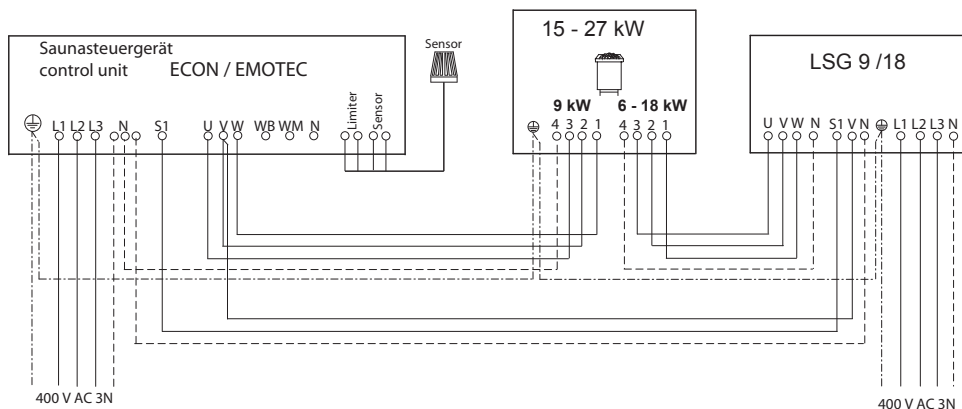 Saunasteuergerät
control unit ECON / EMOTEC
Sensor
15 - 27 kW
LSG 9 /18
9 kW 6 - 18 kW
L1 L2 L3 N S1 U V W WB WM N
Limiter
Sensor
4 3 2 1 4 3 2 1
U V W N S1 V N L1 L2 L3 N
400 V AC 3N
400 V AC 3N